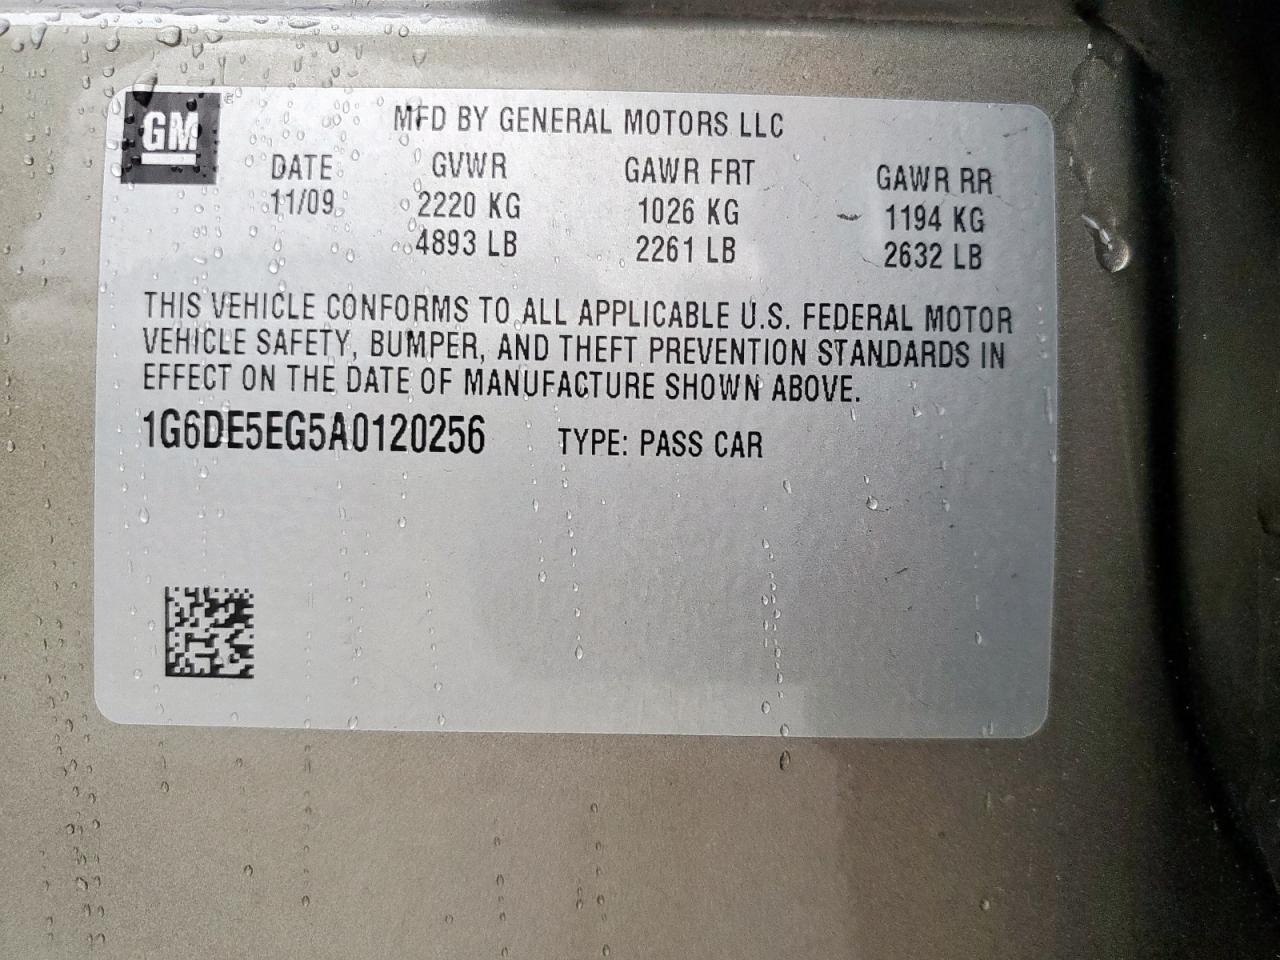 GM
MFD BY GENERAL MOTORS LLC
DATE GVWR GAWR FRT GAWR RR
11/09 2220 KG 1026 KG 1194 KG
4893 LB 2261 LB 2632 LB
THIS VEHICLE CONFORMS TO ALL APPLICABLE U.S. FEDERAL MOTOR
VEHICLE SAFETY, BUMPER, AND THEFT PREVENTION STANDARDS IN
EFFECT ON THE DATE OF MANUFACTURE SHOWN ABOVE.
1G6DE5EG5A0120256 TYPE: PASS CAR